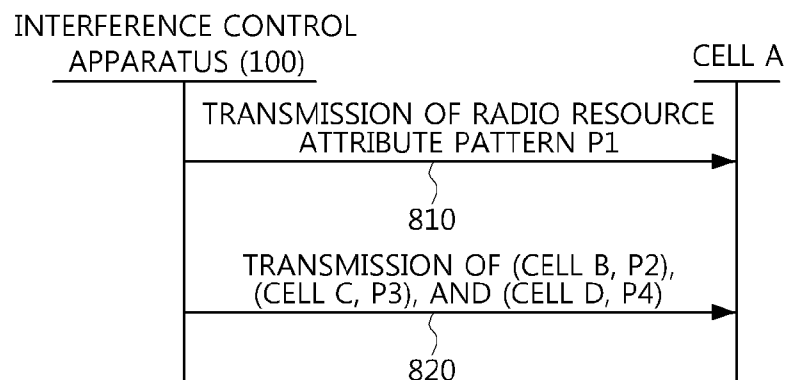 INTERFERENCE CONTROL
APPARATUS (100)
CELL A
TRANSMISSION OF RADIO RESOURCE
ATTRIBUTE PATTERN P1
810
TRANSMISSION OF (CELL B, P2),
(CELL C, P3), AND (CELL D, P4)
820